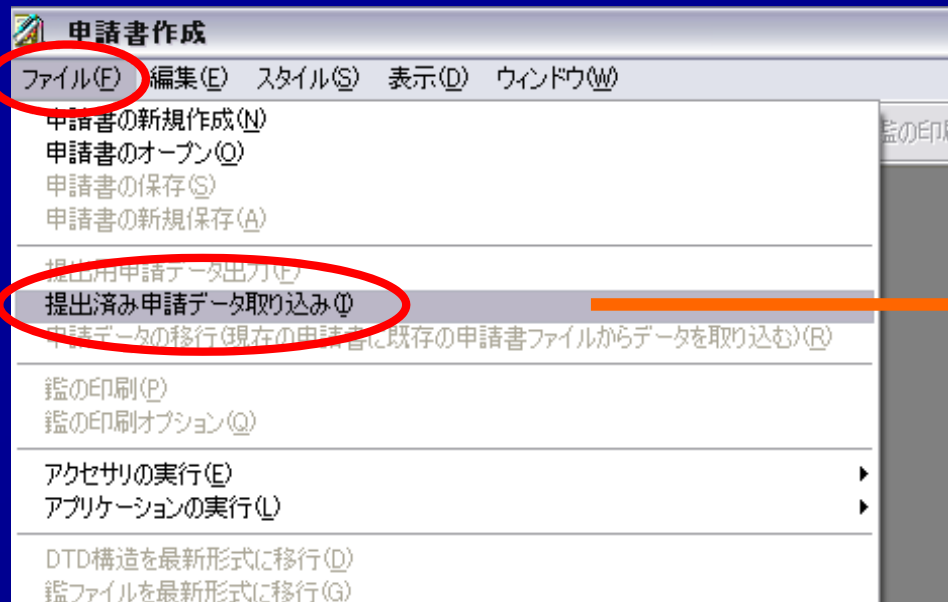 申請書作成
ファイル(F) 編集(E) スタイル(S) 表示(D) ウィンドウ(W)
申請書の新規作成(N)
申請書のオープン(O)
鑑の印刷
申請書の保存(S)
申請書の新規保存(A)
提出用申請データ出力(F)
提出済み申請データ取り込み(I)
申請データの移行(現在の申請書に既存の申請書ファイルからデータを取り込む)(R)
鑑の印刷(P)
鑑の印刷オプション(Q)
アクセサリの実行(E)
アプリケーションの実行(L)
DTD構造を最新形式に移行(D)
鑑ファイルを最新形式に移行(G)